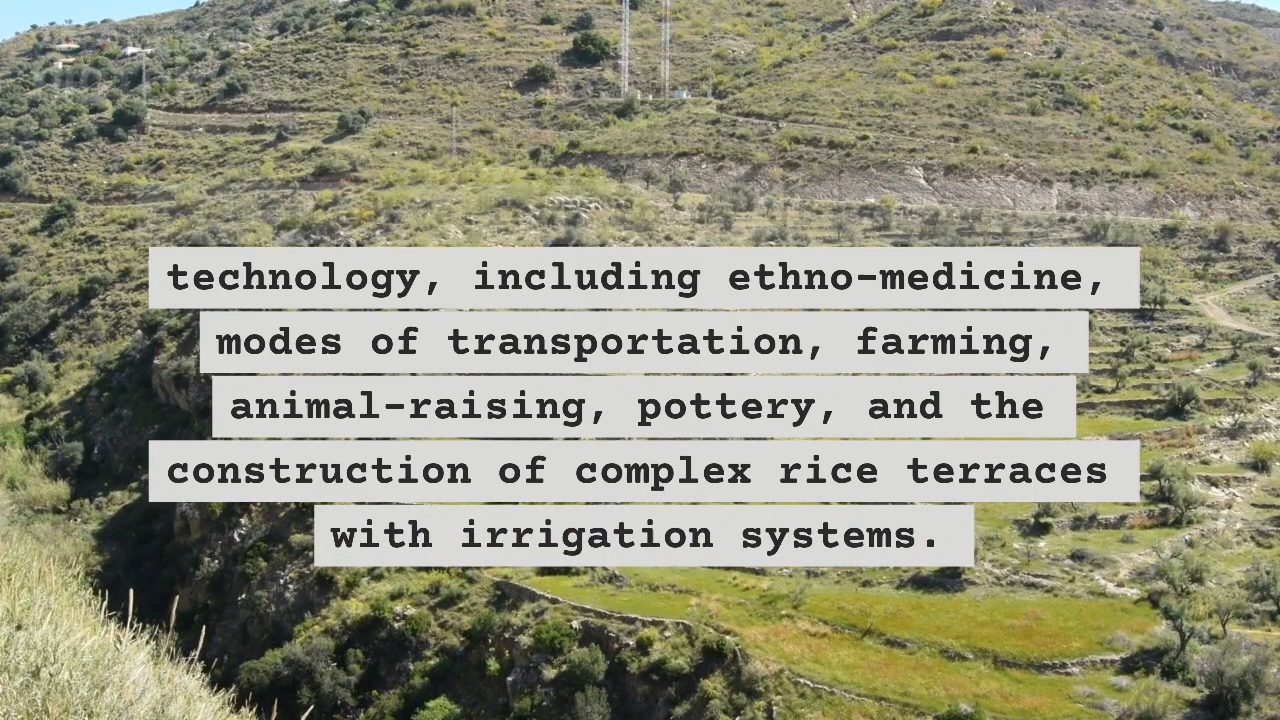 technology, including ethno-medicine,
modes of transportation, farming,
animal-raising, pottery, and the
construction of complex rice terraces
with irrigation systems.